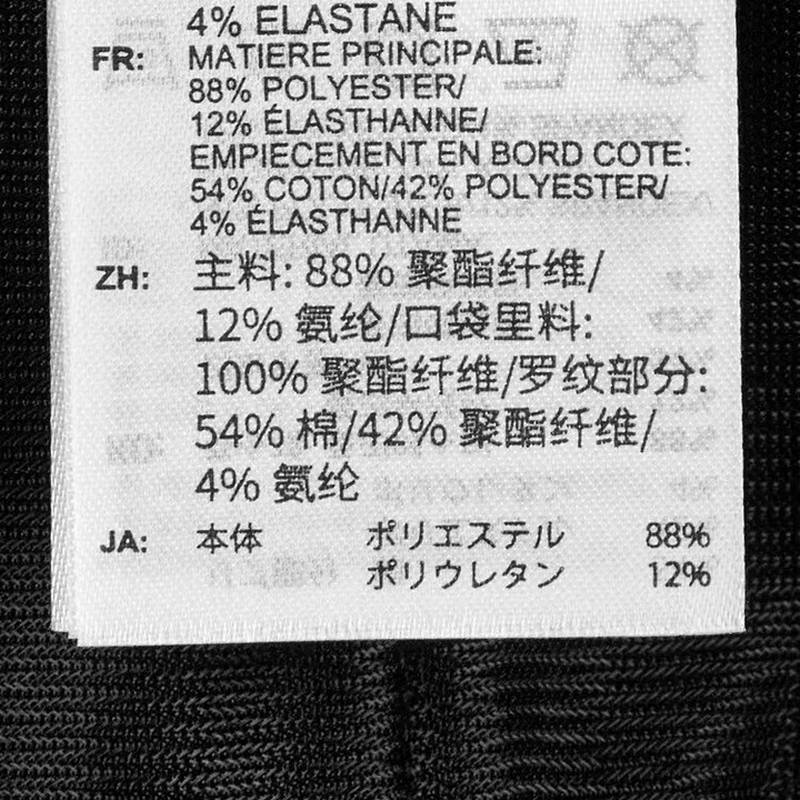 4% ELASTANE
FR: MATIERE PRINCIPALE:
88% POLYESTER/
12% ÉLASTHANNE/
EMPIECEMENT EN BORD COTE:
54% COTON/42% POLYESTER/
4% ÉLASTHANNE
ZH: 主料: 88% 聚酯纤维/
12% 氨纶/口袋里料:
100% 聚酯纤维/罗纹部分:
54% 棉/42% 聚酯纤维/
4% 氨纶
JA: 本体 ポリエステル 88%
ポリウレタン 12%